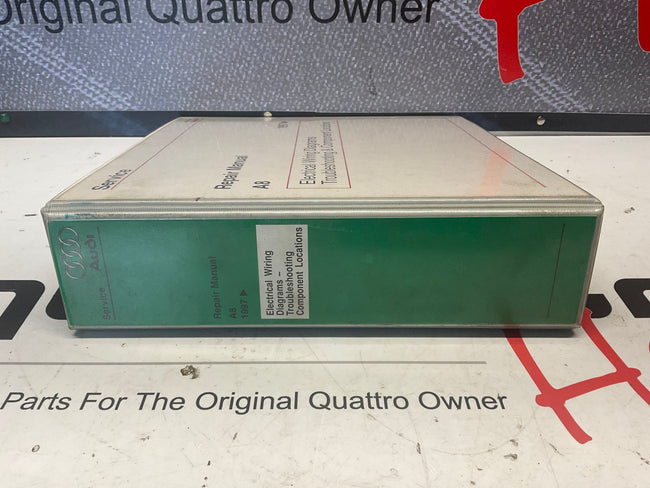 Original Quattro Owner
Service
Repair Manual
A8
Electrical Wiring Diagrams
Troubleshooting & Component Locations
Audi
Service
Repair Manual
A8
1997 ►
Electrical Wiring
Diagrams -
Troubleshooting
Component Locations
Parts For The Original Quattro Owner